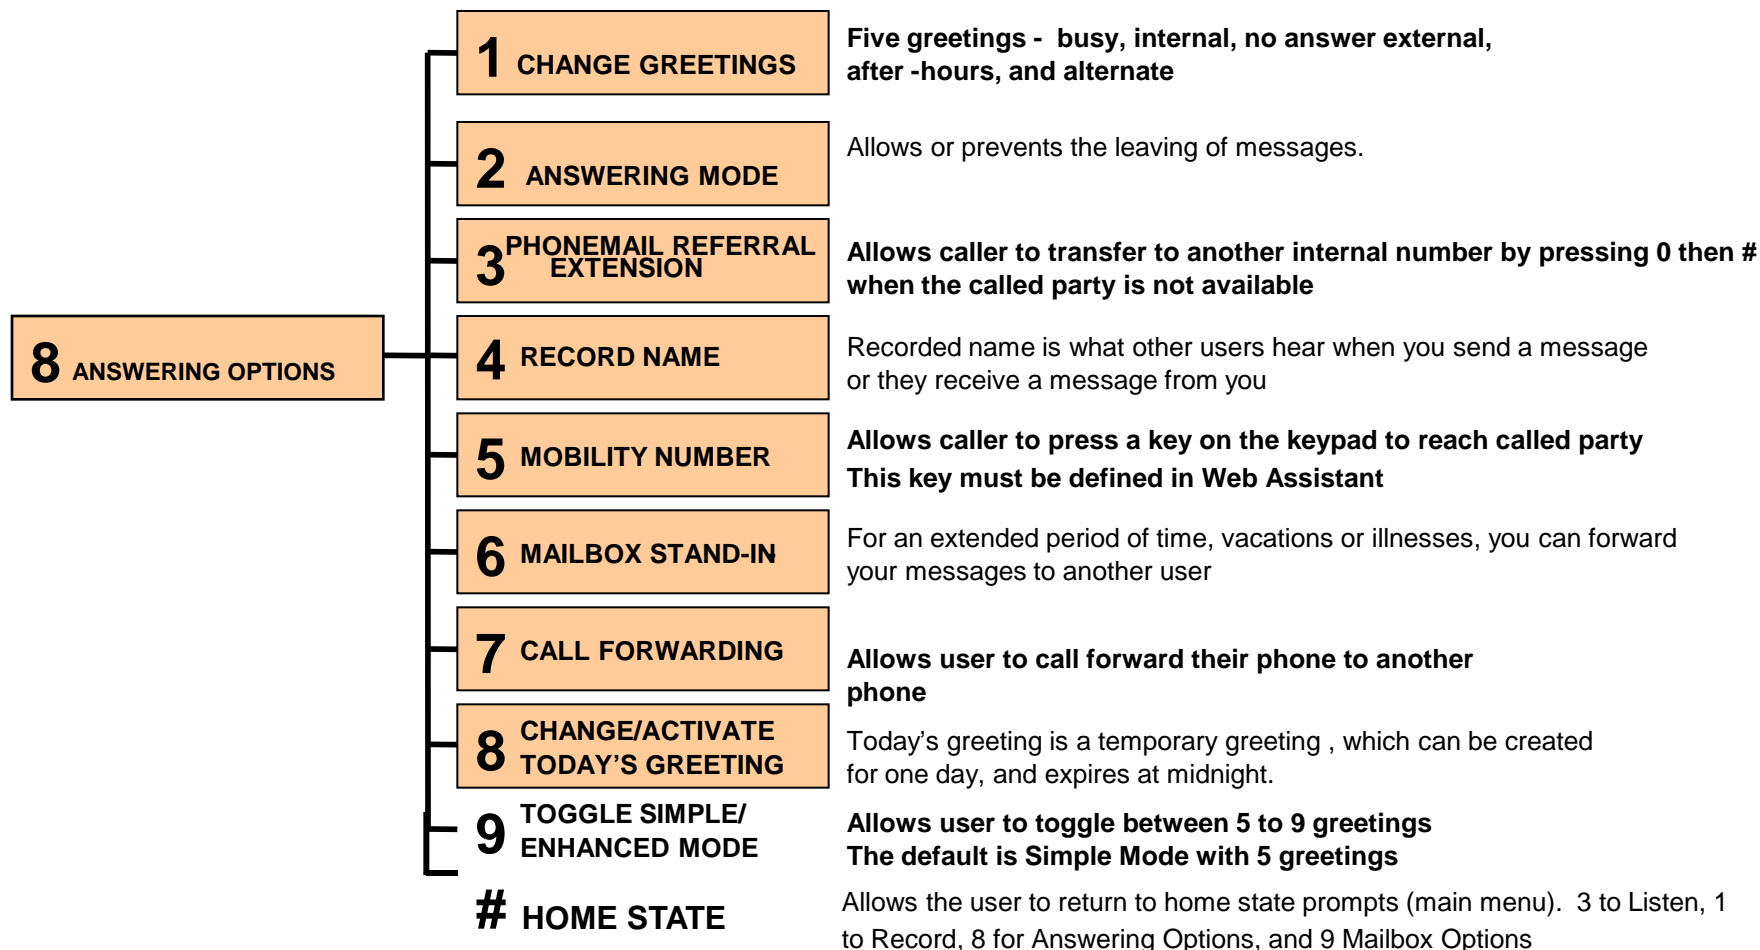 1 CHANGE GREETINGS
Five greetings - busy, internal, no answer external,
after -hours, and alternate
2 ANSWERING MODE
Allows or prevents the leaving of messages.
3 PHONEMAIL REFERRAL
EXTENSION
Allows caller to transfer to another internal number by pressing 0 then #
when the called party is not available
8 ANSWERING OPTIONS
4 RECORD NAME
Recorded name is what other users hear when you send a message
or they receive a message from you
5 MOBILITY NUMBER
Allows caller to press a key on the keypad to reach called party
This key must be defined in Web Assistant
6 MAILBOX STAND-IN
For an extended period of time, vacations or illnesses, you can forward
your messages to another user
7 CALL FORWARDING
Allows user to call forward their phone to another
phone
8 CHANGE/ACTIVATE
TODAY’S GREETING
Today’s greeting is a temporary greeting , which can be created
for one day, and expires at midnight.
9 TOGGLE SIMPLE/
ENHANCED MODE
Allows user to toggle between 5 to 9 greetings
The default is Simple Mode with 5 greetings
# HOME STATE
Allows the user to return to home state prompts (main menu). 3 to Listen, 1
to Record, 8 for Answering Options, and 9 Mailbox Options